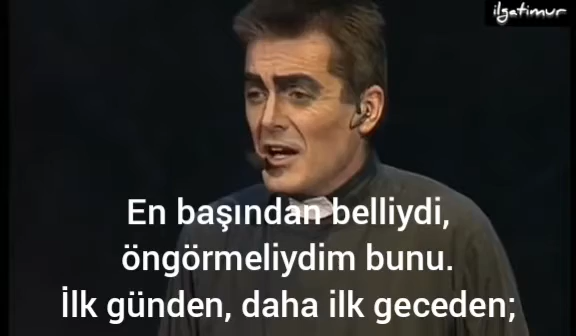 ilgatimur
En başından belliydi,
öngörmeliydim bunu.
İlk günden, daha ilk geceden;